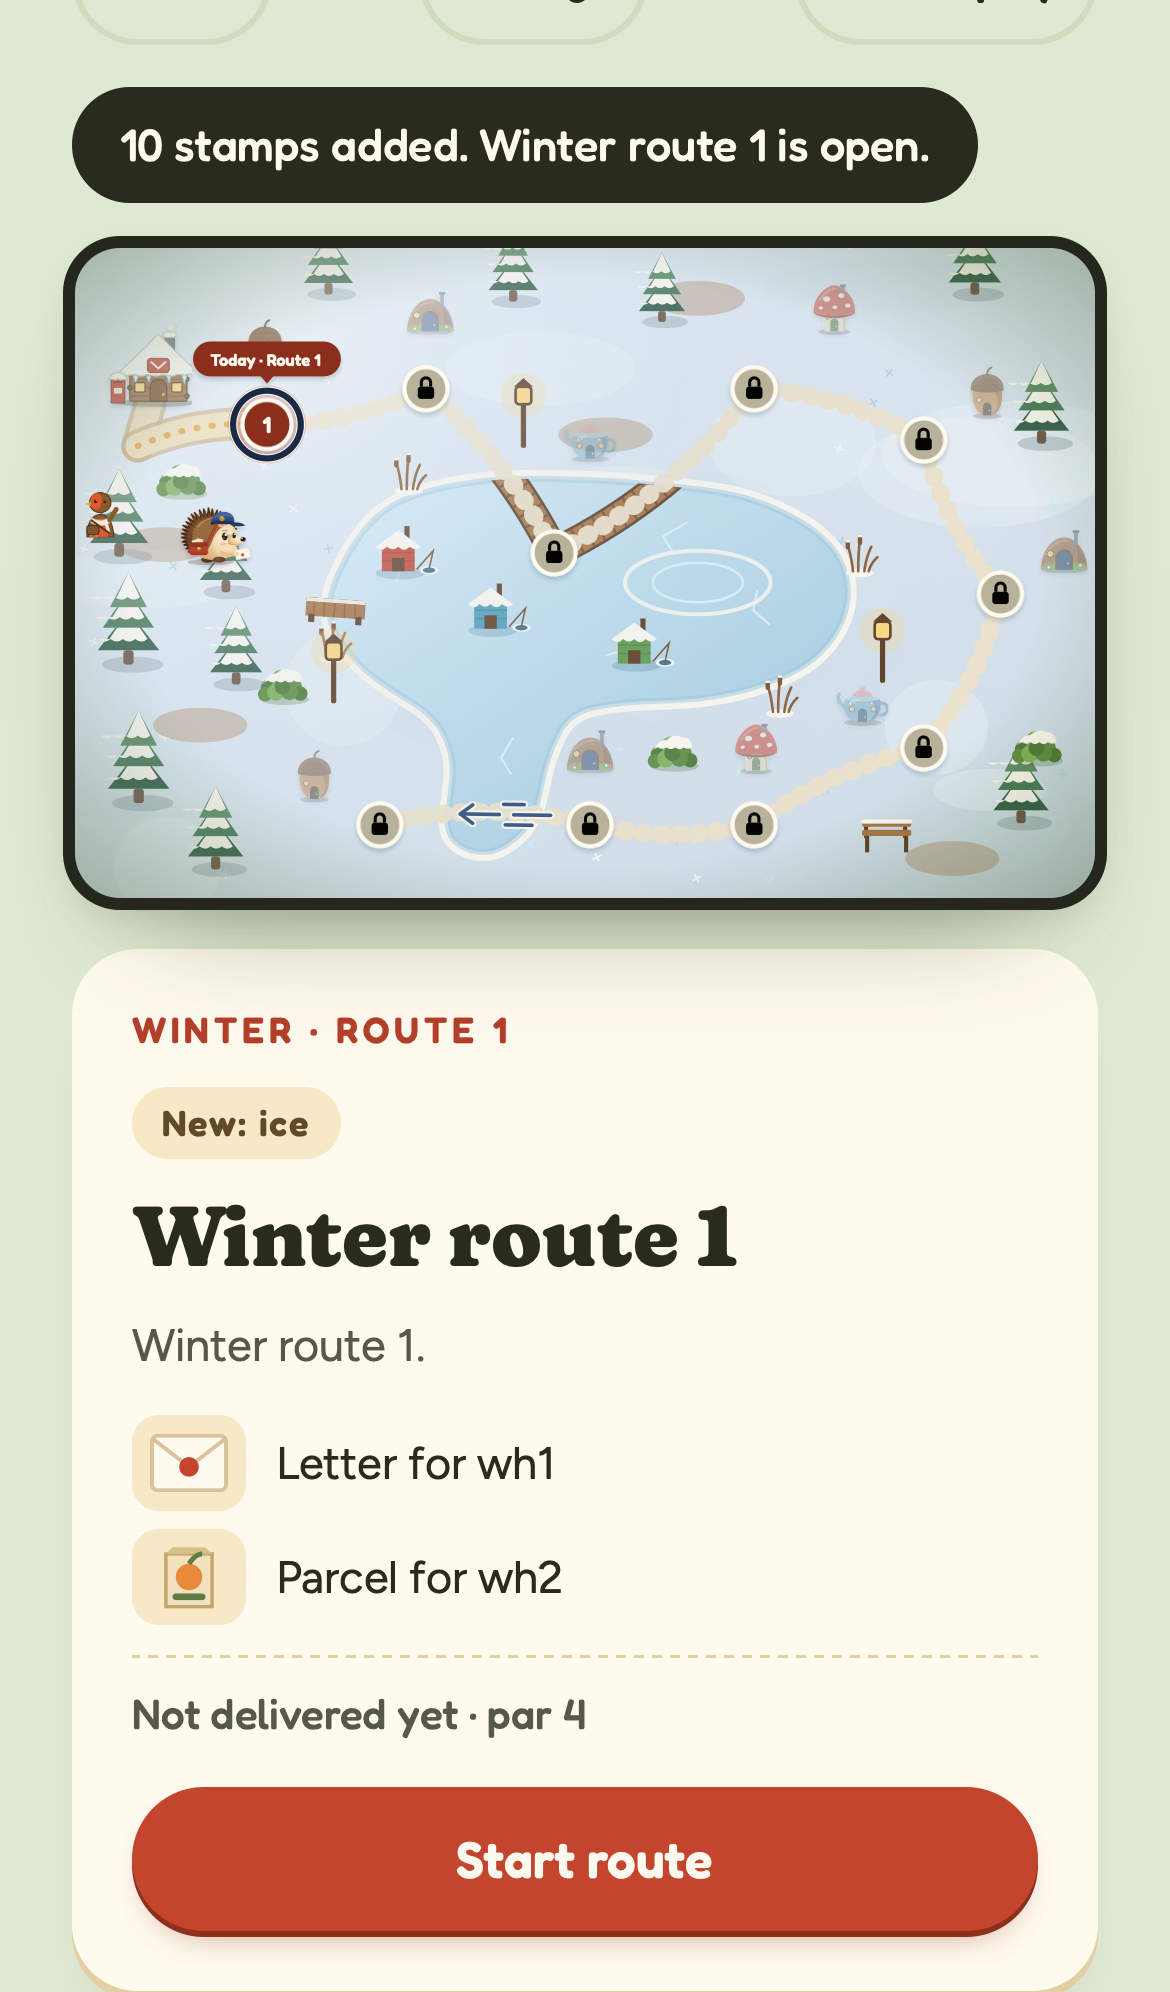 10 stamps added. Winter route 1 is open.
Today · Route 1
1
WINTER · ROUTE 1
New: ice
Winter route 1
Winter route 1.
Letter for wh1
Parcel for wh2
Not delivered yet · par 4
Start route